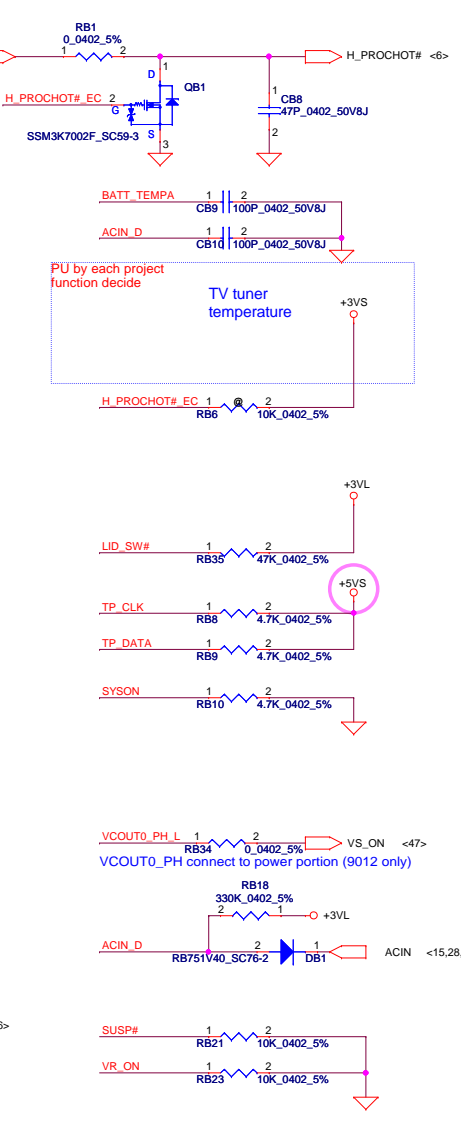 RB1
0_0402_5%
1 2
H_PROCHOT# <6>
D 1
QB1
H_PROCHOT#_EC 2
G
1
CB8
47P_0402_50V8J
SSM3K7002F_SC59-3
S
3
2
BATT_TEMPA 1 2
CB9 100P_0402_50V8J
ACIN_D 1 2
CB10 100P_0402_50V8J
PU by each project
function decide
TV tuner
temperature
+3VS
H_PROCHOT#_EC 1 @ 2
RB6 10K_0402_5%
+3VL
LID_SW# 1 2
RB35 47K_0402_5%
+5VS
TP_CLK 1 2
RB8 4.7K_0402_5%
TP_DATA 1 2
RB9 4.7K_0402_5%
SYSON 1 2
RB10 4.7K_0402_5%
VCOUT0_PH_L 1 2
VS_ON <47>
RB34 0_0402_5%
VCOUT0_PH connect to power portion (9012 only)
RB18
330K_0402_5%
2 1
+3VL
ACIN_D 2 1
ACIN <15,28,
RB751V40_SC76-2 DB1
6>
SUSP# 1 2
RB21 10K_0402_5%
VR_ON 1 2
RB23 10K_0402_5%